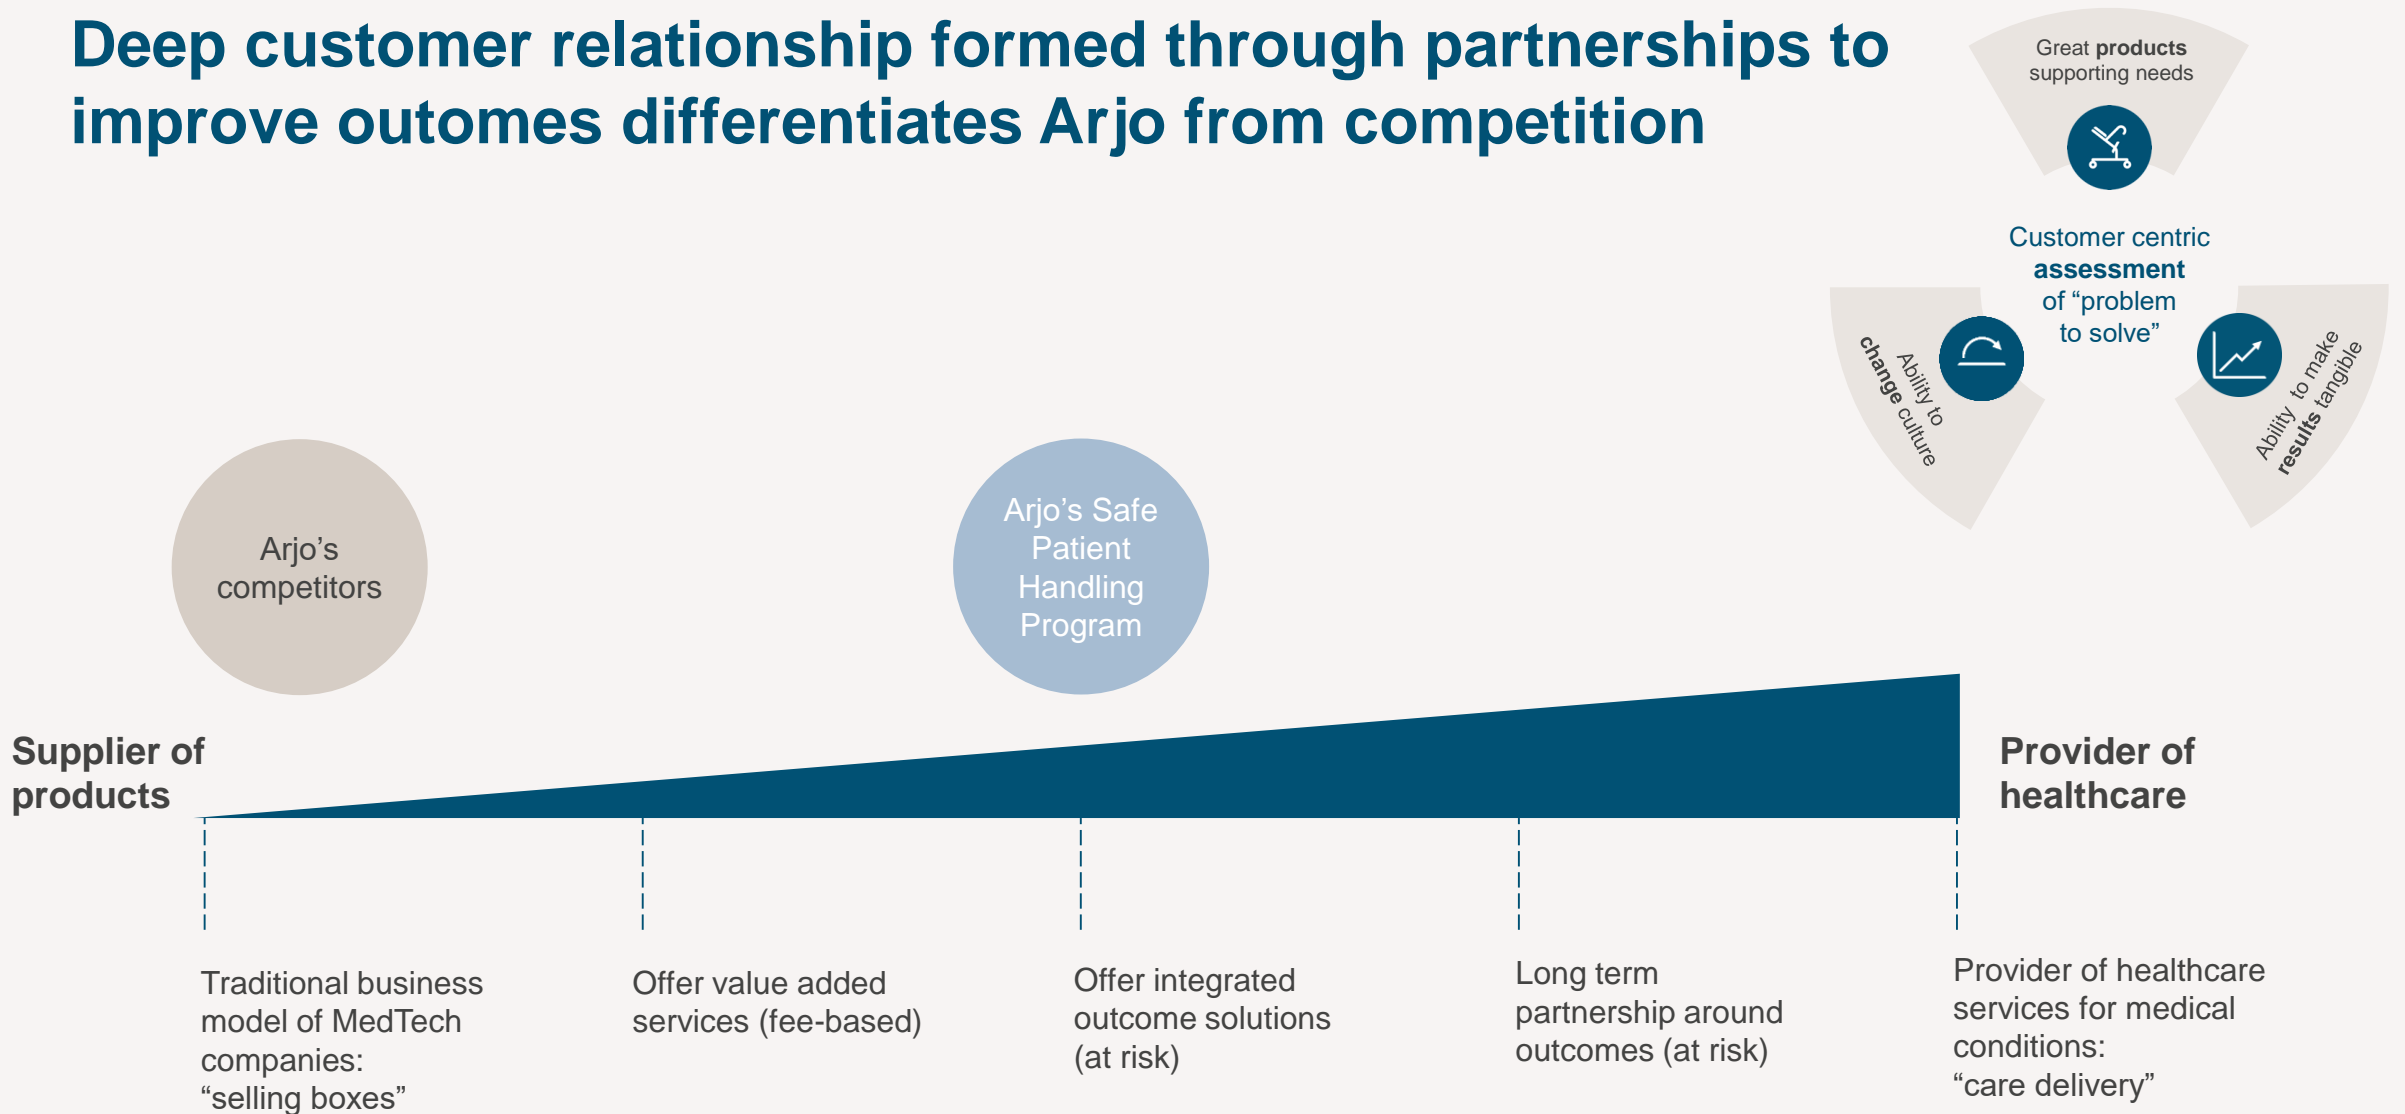 Deep customer relationship formed through partnerships to
improve outomes differentiates Arjo from competition
Great products
supporting needs
Customer centric
assessment
of “problem
to solve”
Ability to
change culture
Ability to make
results tangible
Arjo’s
competitors
Arjo’s Safe
Patient
Handling
Program
Supplier of
products
Provider of
healthcare
Traditional business
model of MedTech
companies:
“selling boxes”
Offer value added
services (fee-based)
Offer integrated
outcome solutions
(at risk)
Long term
partnership around
outcomes (at risk)
Provider of healthcare
services for medical
conditions:
“care delivery”